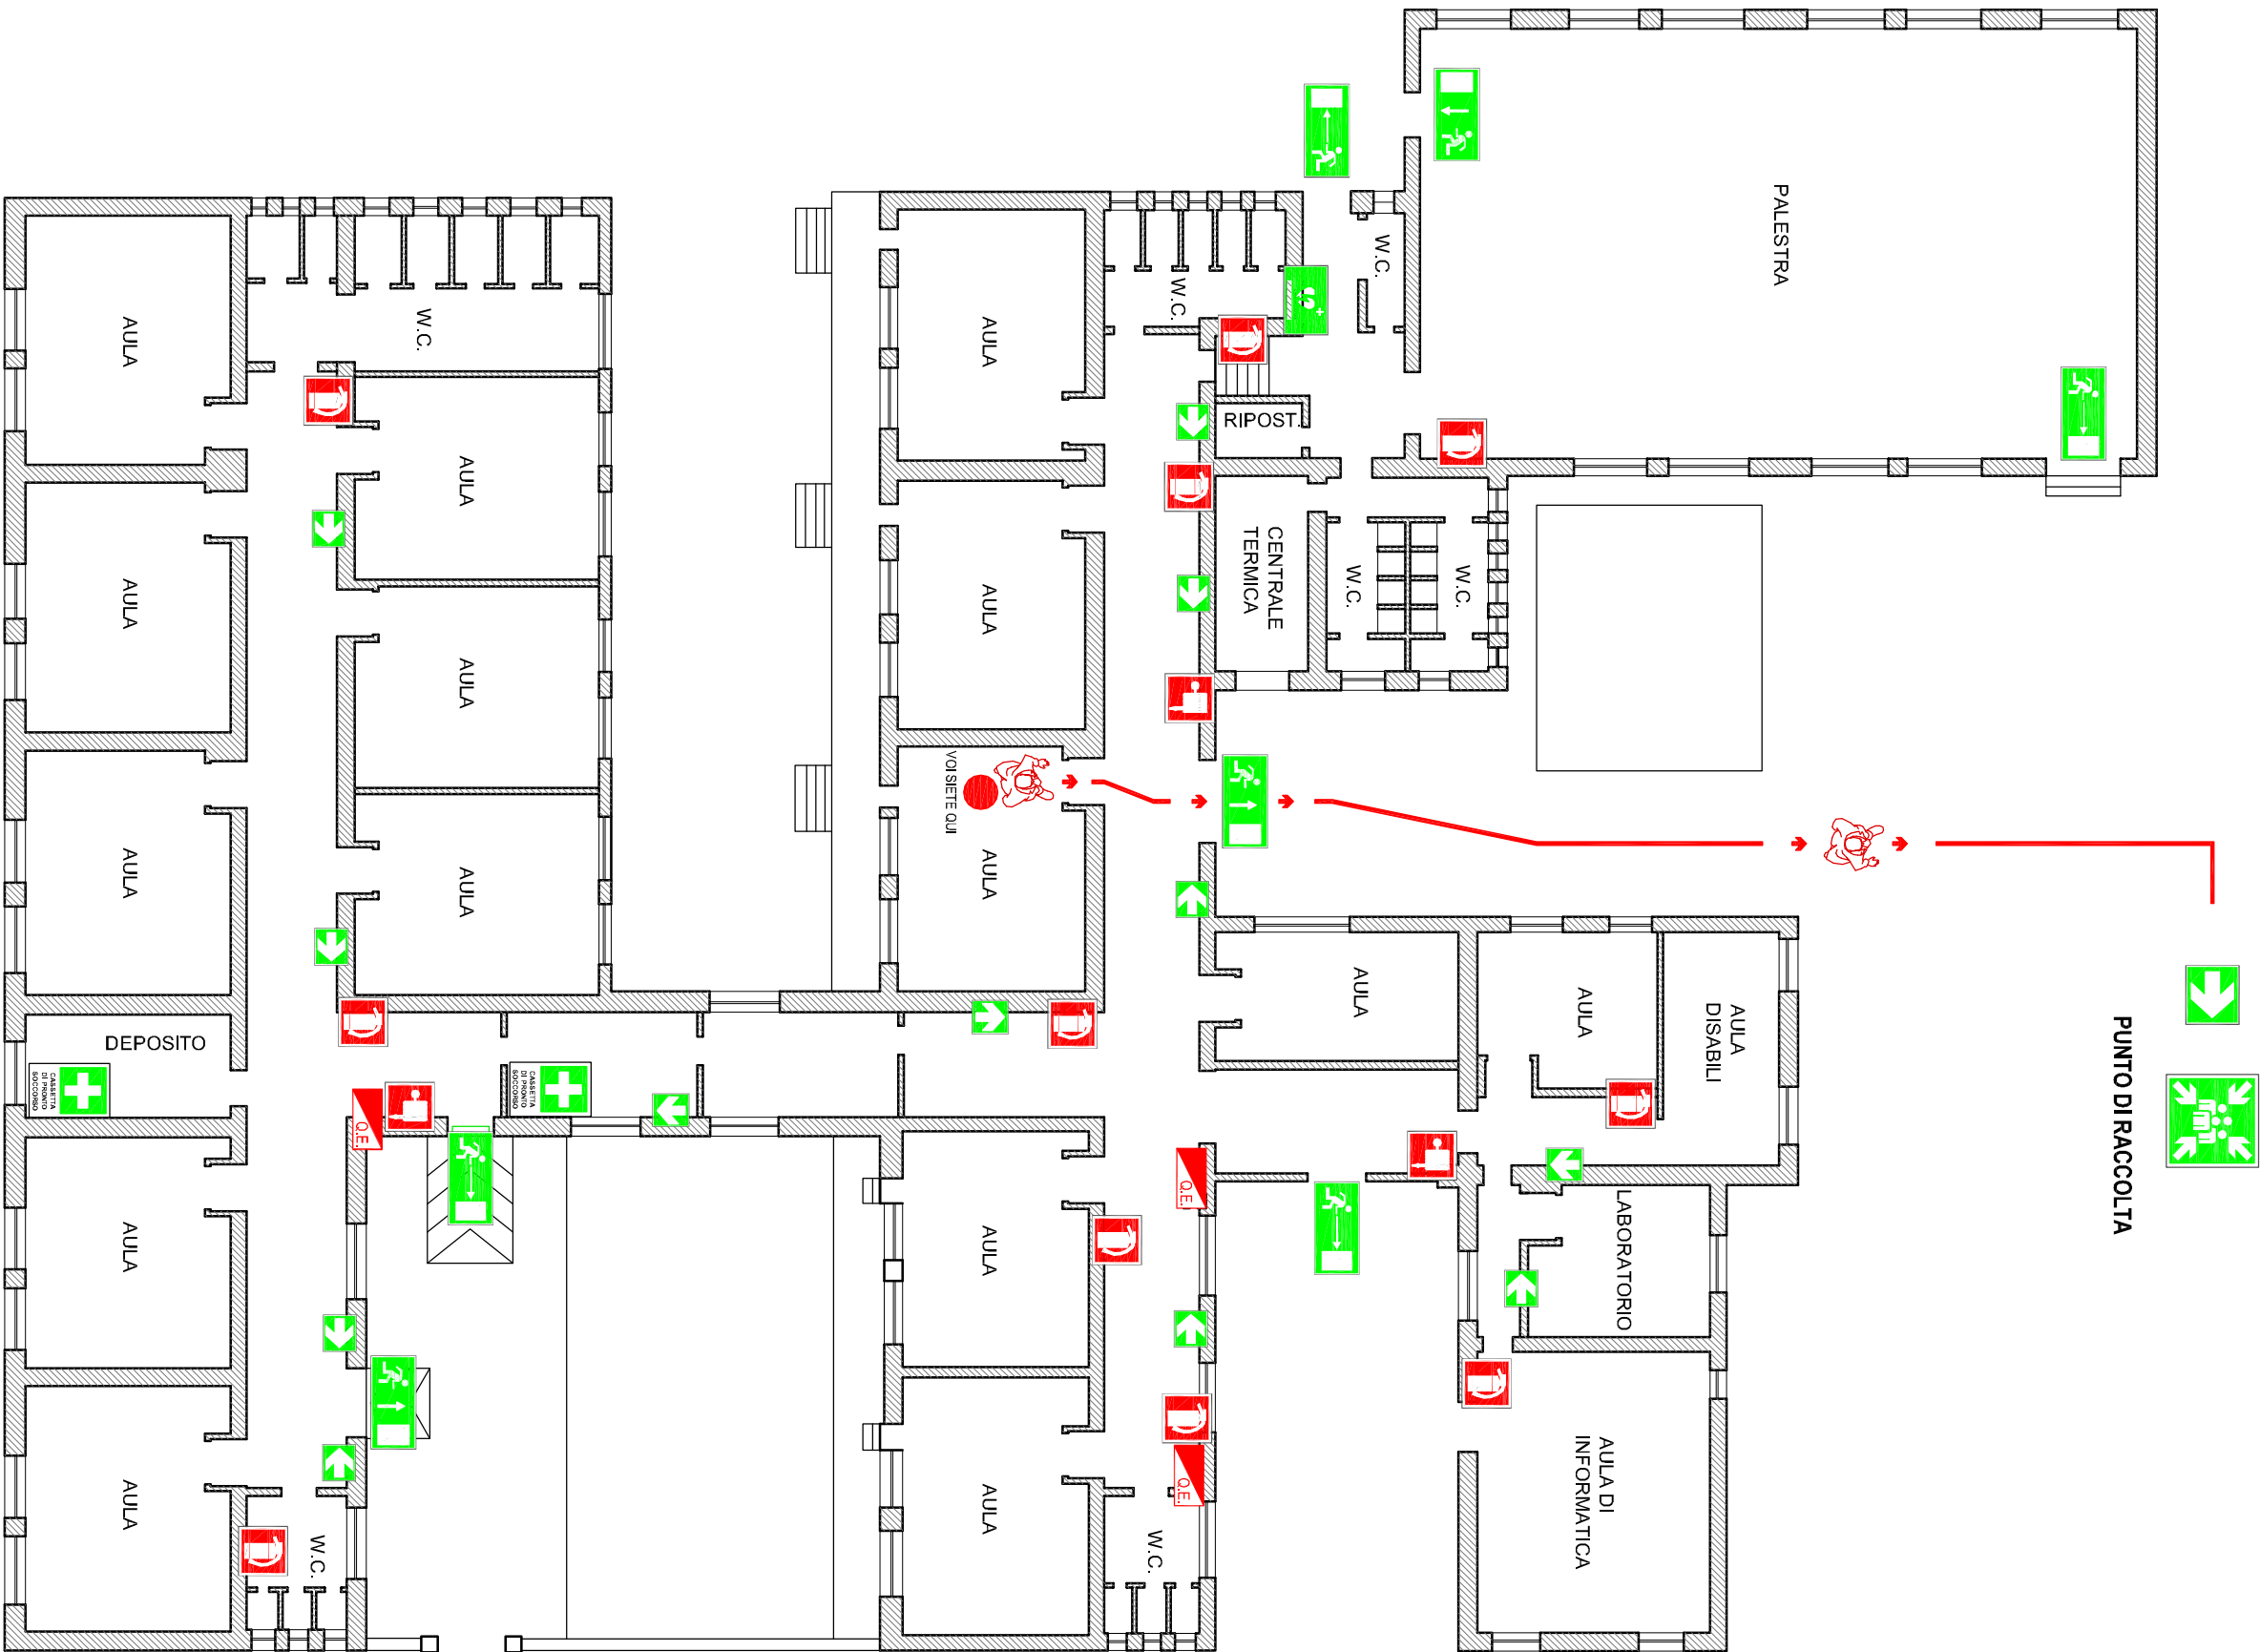 PALESTRA
W.C.
W.C.
W.C.
AULA
AULA
RIPOST.
AULA
CENTRALE
TERMICA
W.C.
W.C.
AULA
AULA
AULA
VOI SIETE QUI
AULA
AULA
AULA
AULA
AULA
AULA
DISABILI
PUNTO DI RACCOLTA
DEPOSITO
CASSETTA
DI PRONTO
SOCCORSO
CASSETTA
DI PRONTO
SOCCORSO
Q.E.
Q.E.
AULA
AULA
LABORATORIO
Q.E.
AULA
AULA
AULA DI
INFORMATICA
W.C.
W.C.